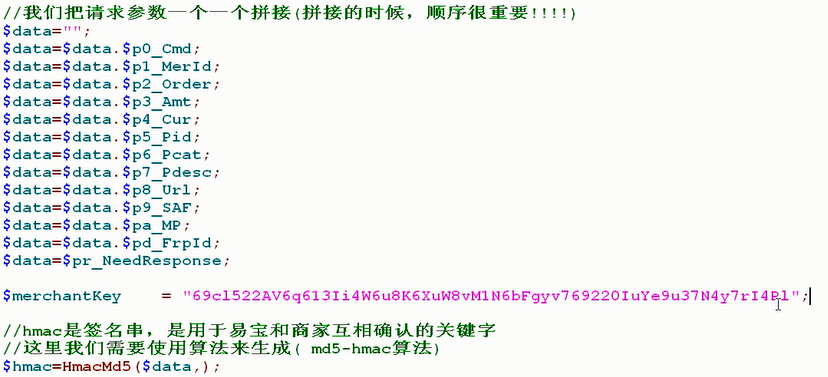 //我们把请求参数一个一个拼接(拼接的时候，顺序很重要!!!!)
$data="";
$data=$data.$p0_Cmd;
$data=$data.$p1_MerId;
$data=$data.$p2_Order;
$data=$data.$p3_Amt;
$data=$data.$p4_Cur;
$data=$data.$p5_Pid;
$data=$data.$p6_Pcat;
$data=$data.$p7_Pdesc;
$data=$data.$p8_Url;
$data=$data.$p9_SAF;
$data=$data.$pa_MP;
$data=$data.$pd_FrpId;
$data=$data.$pr_NeedResponse;
$merchantKey = "69cl522AV6q613Ii4W6u8K6XuW8vM1N6bFgyv769220IuYe9u37N4y7rI4Pl";
//hmac是签名串，是用于易宝和商家互相确认的关键字
//这里我们需要使用算法来生成( md5-hmac算法)
$hmac=HmacMd5($data,);